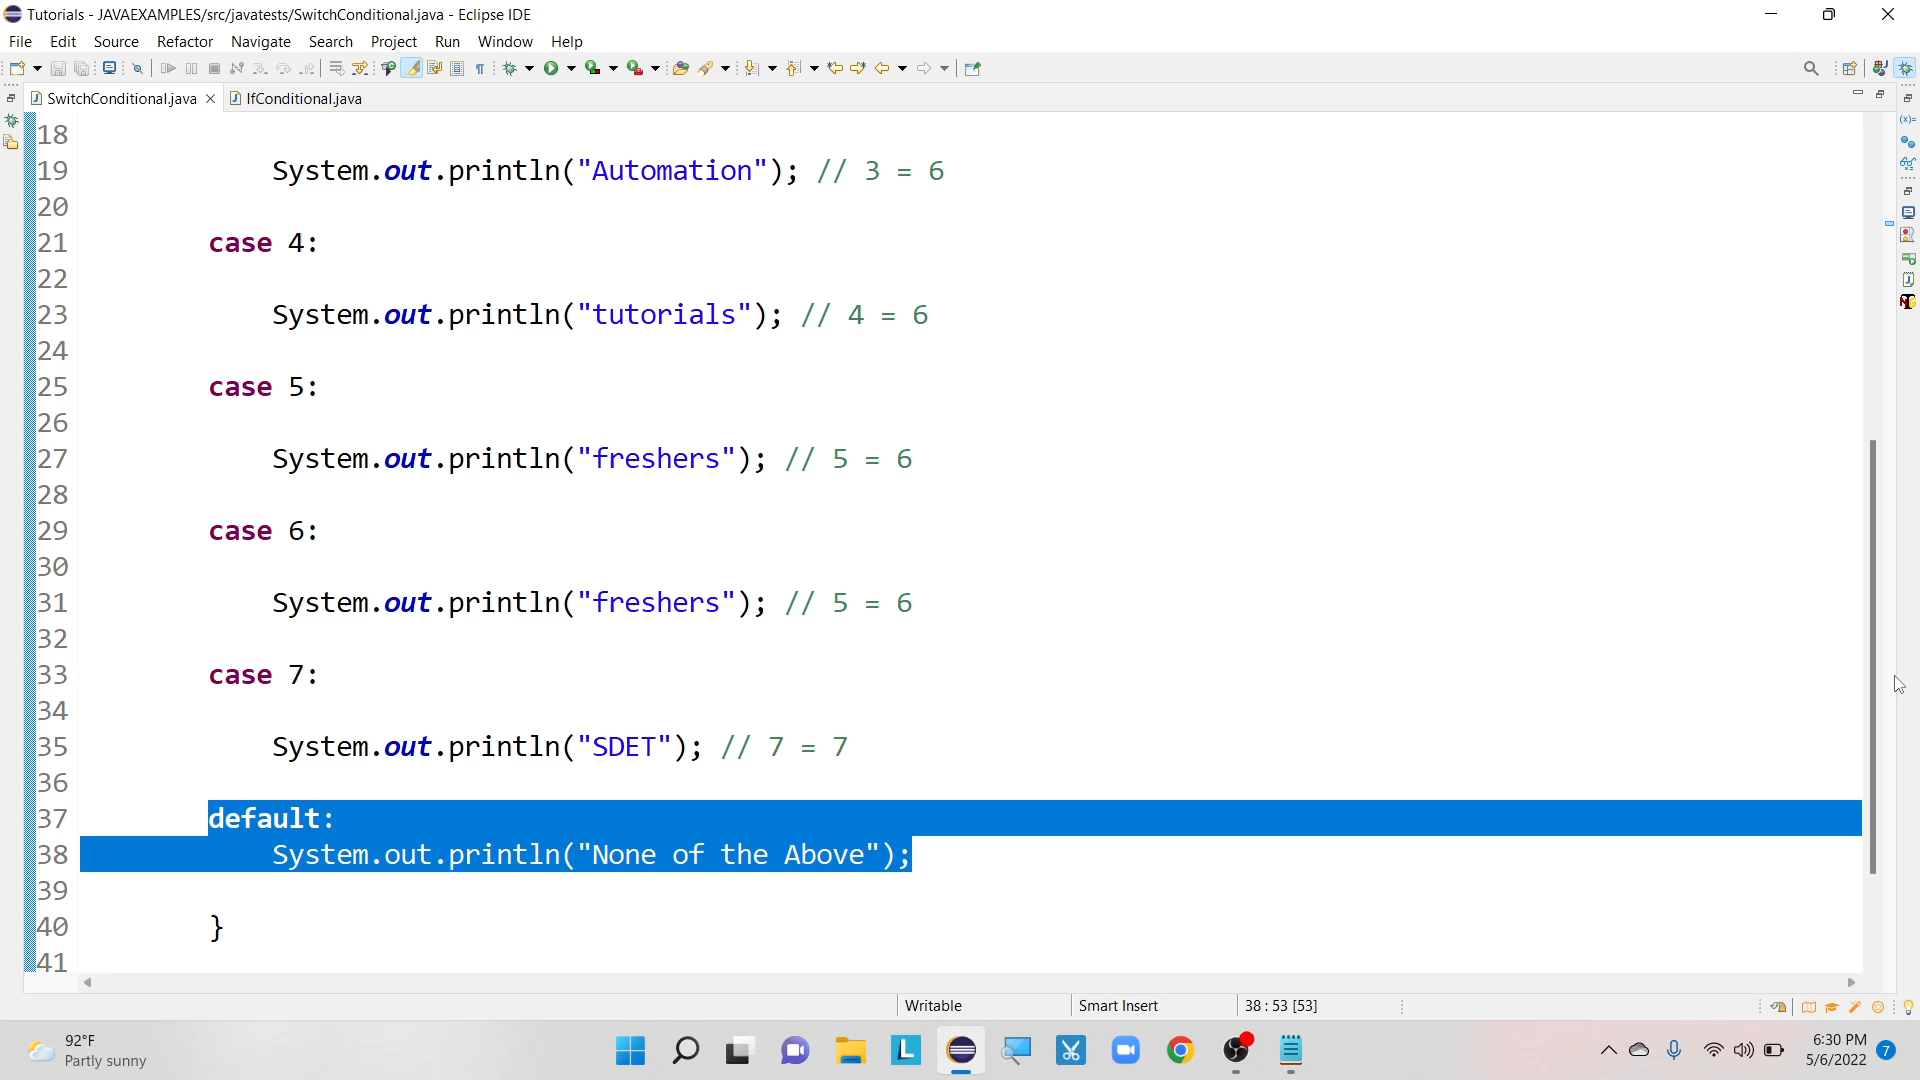 Tutorials - JAVAEXAMPLES/src/javatests/SwitchConditional.java - Eclipse IDE
File Edit Source Refactor Navigate Search Project Run Window Help
SwitchConditional.java IfConditional.java
18
19 System.out.println("Automation"); // 3 = 6
20
21 case 4:
22
23 System.out.println("tutorials"); // 4 = 6
24
25 case 5:
26
27 System.out.println("freshers"); // 5 = 6
28
29 case 6:
30
31 System.out.println("freshers"); // 5 = 6
32
33 case 7:
34
35 System.out.println("SDET"); // 7 = 7
36
37 default:
38 System.out.println("None of the Above");
39
40 }
41
Writable Smart Insert 38 : 53 [53]
92°F
Partly sunny
6:30 PM
5/6/2022 7